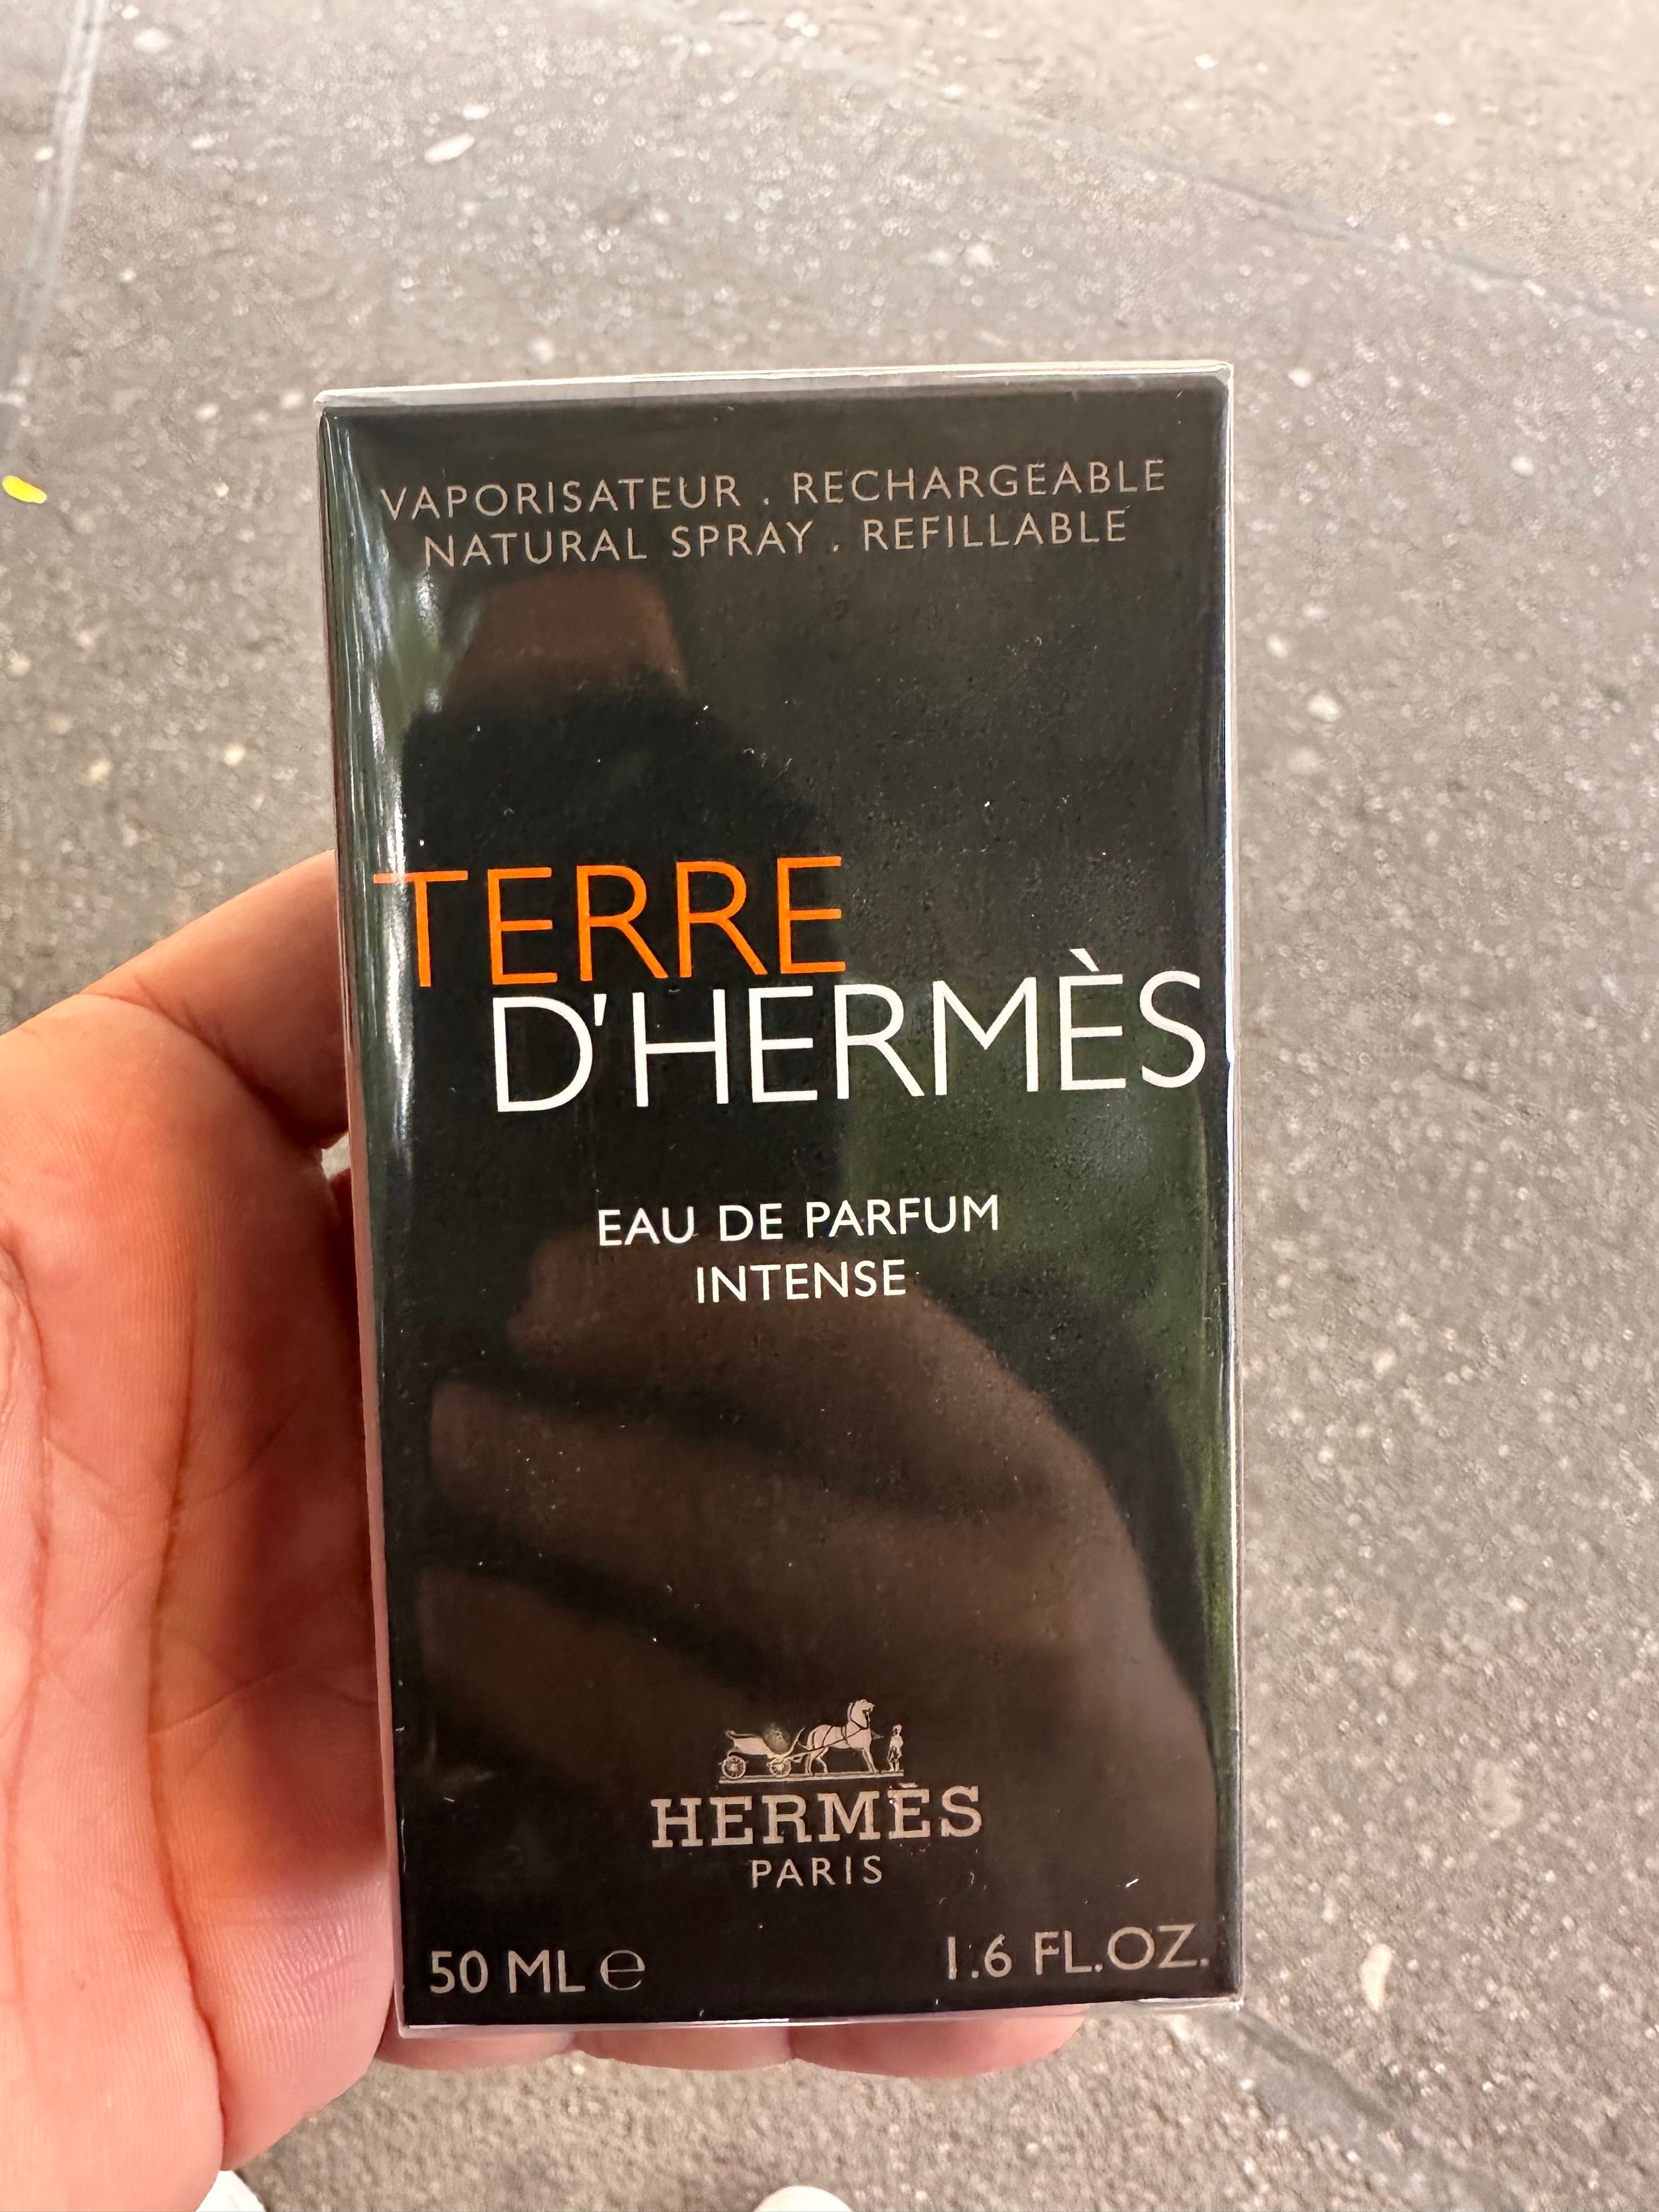 VAPORISATEUR . RECHARGEABLE
NATURAL SPRAY . REFILLABLE
TERRE
D'HERMÈS
EAU DE PARFUM
INTENSE
HERMÈS
PARIS
50 ML ℮ 1.6 FL.OZ.